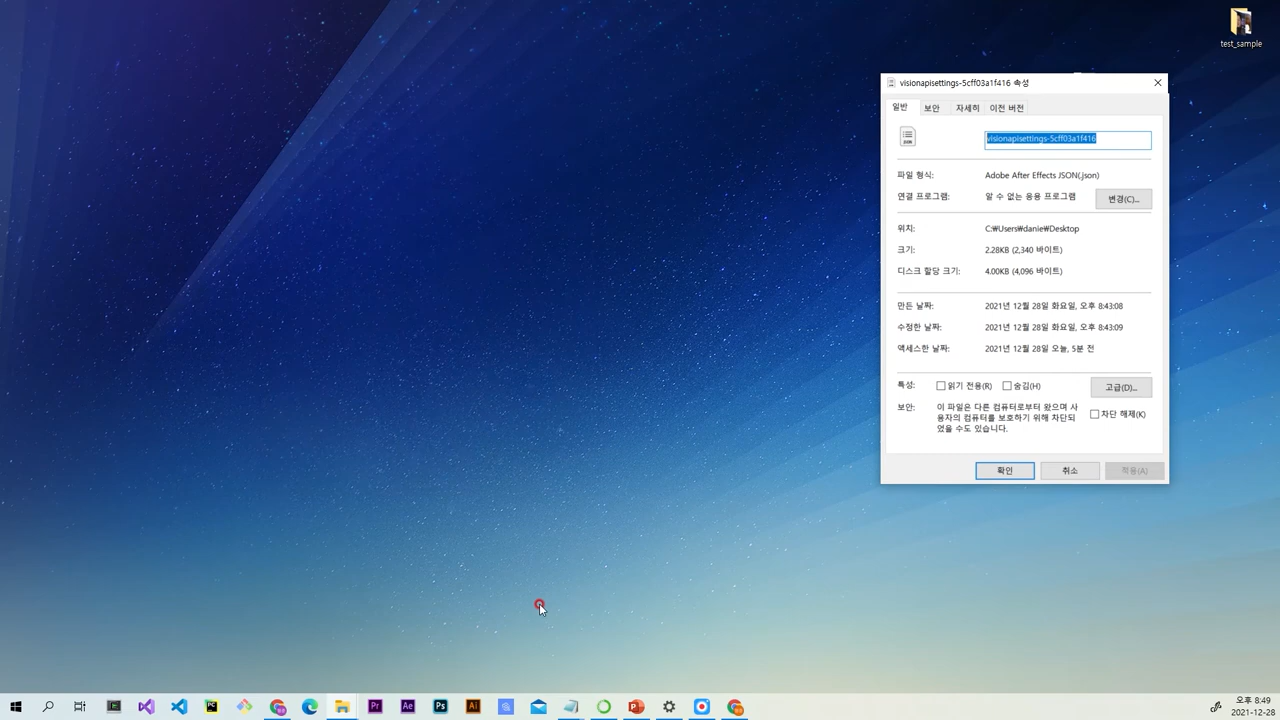 test_sample
visionapisettings-5cff03a1f416 속성
일반 보안 자세히 이전 버전
JSON
visionapisettings-5cff03a1f416
파일 형식: Adobe After Effects JSON(.json)
연결 프로그램: 알 수 없는 응용 프로그램 변경(C)...
위치: C:₩Users₩danie₩Desktop
크기: 2.28KB (2,340 바이트)
디스크 할당 크기: 4.00KB (4,096 바이트)
만든 날짜: 2021년 12월 28일 화요일, 오후 8:43:08
수정한 날짜: 2021년 12월 28일 화요일, 오후 8:43:09
액세스한 날짜: 2021년 12월 28일 오늘, 5분 전
특성: 읽기 전용(R) 숨김(H) 고급(D)...
보안: 이 파일은 다른 컴퓨터로부터 왔으며 사
용자의 컴퓨터를 보호하기 위해 차단되
었을 수도 있습니다.
차단 해제(K)
확인 취소 적용(A)
PC Pr Ae Ps Ai
오후 8:49
2021-12-28